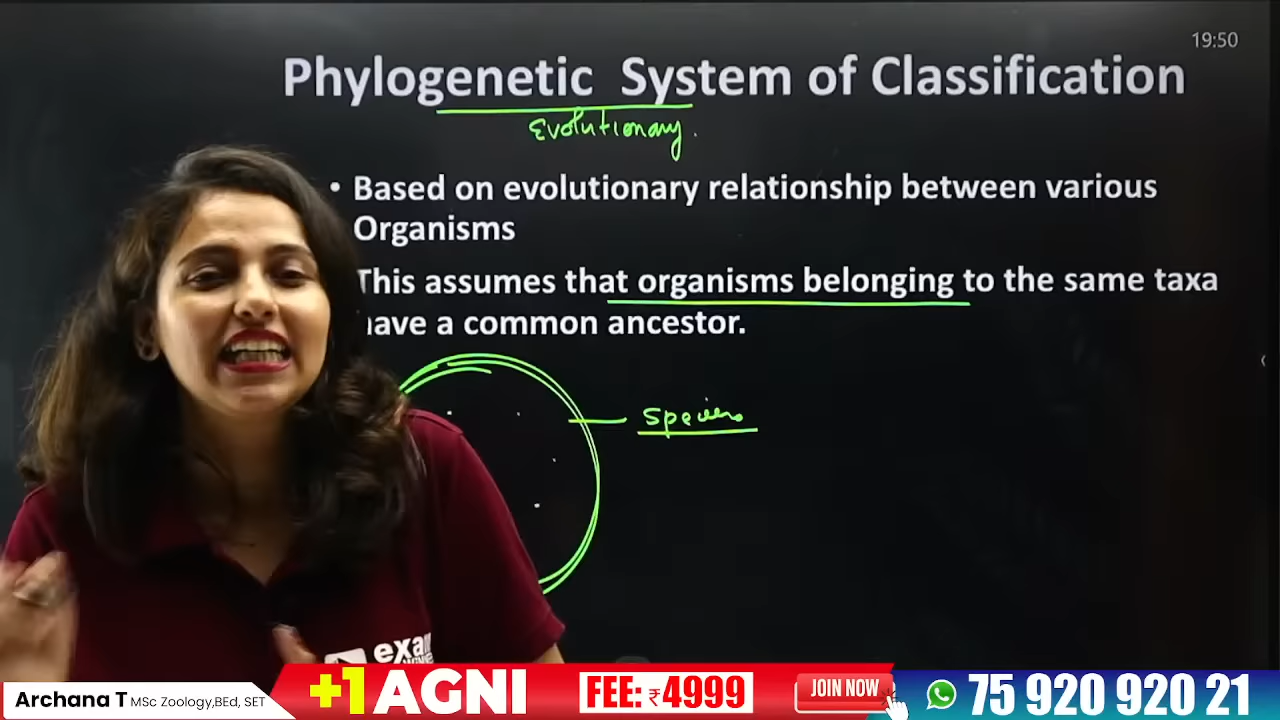 19:50
Phylogenetic System of Classification
Evolutionary.
• Based on evolutionary relationship between various
Organisms
This assumes that organisms belonging to the same taxa
have a common ancestor.
Species
exam
Archana T MSc Zoology,BEd, SET
+1 AGNI
FEE: ₹4999
JOIN NOW
75 920 920 21